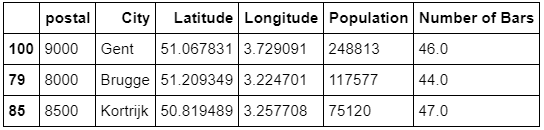 postal City Latitude Longitude Population Number of Bars
100 9000 Gent 51.067831 3.729091 248813 46.0
79 8000 Brugge 51.209349 3.224701 117577 44.0
85 8500 Kortrijk 50.819489 3.257708 75120 47.0